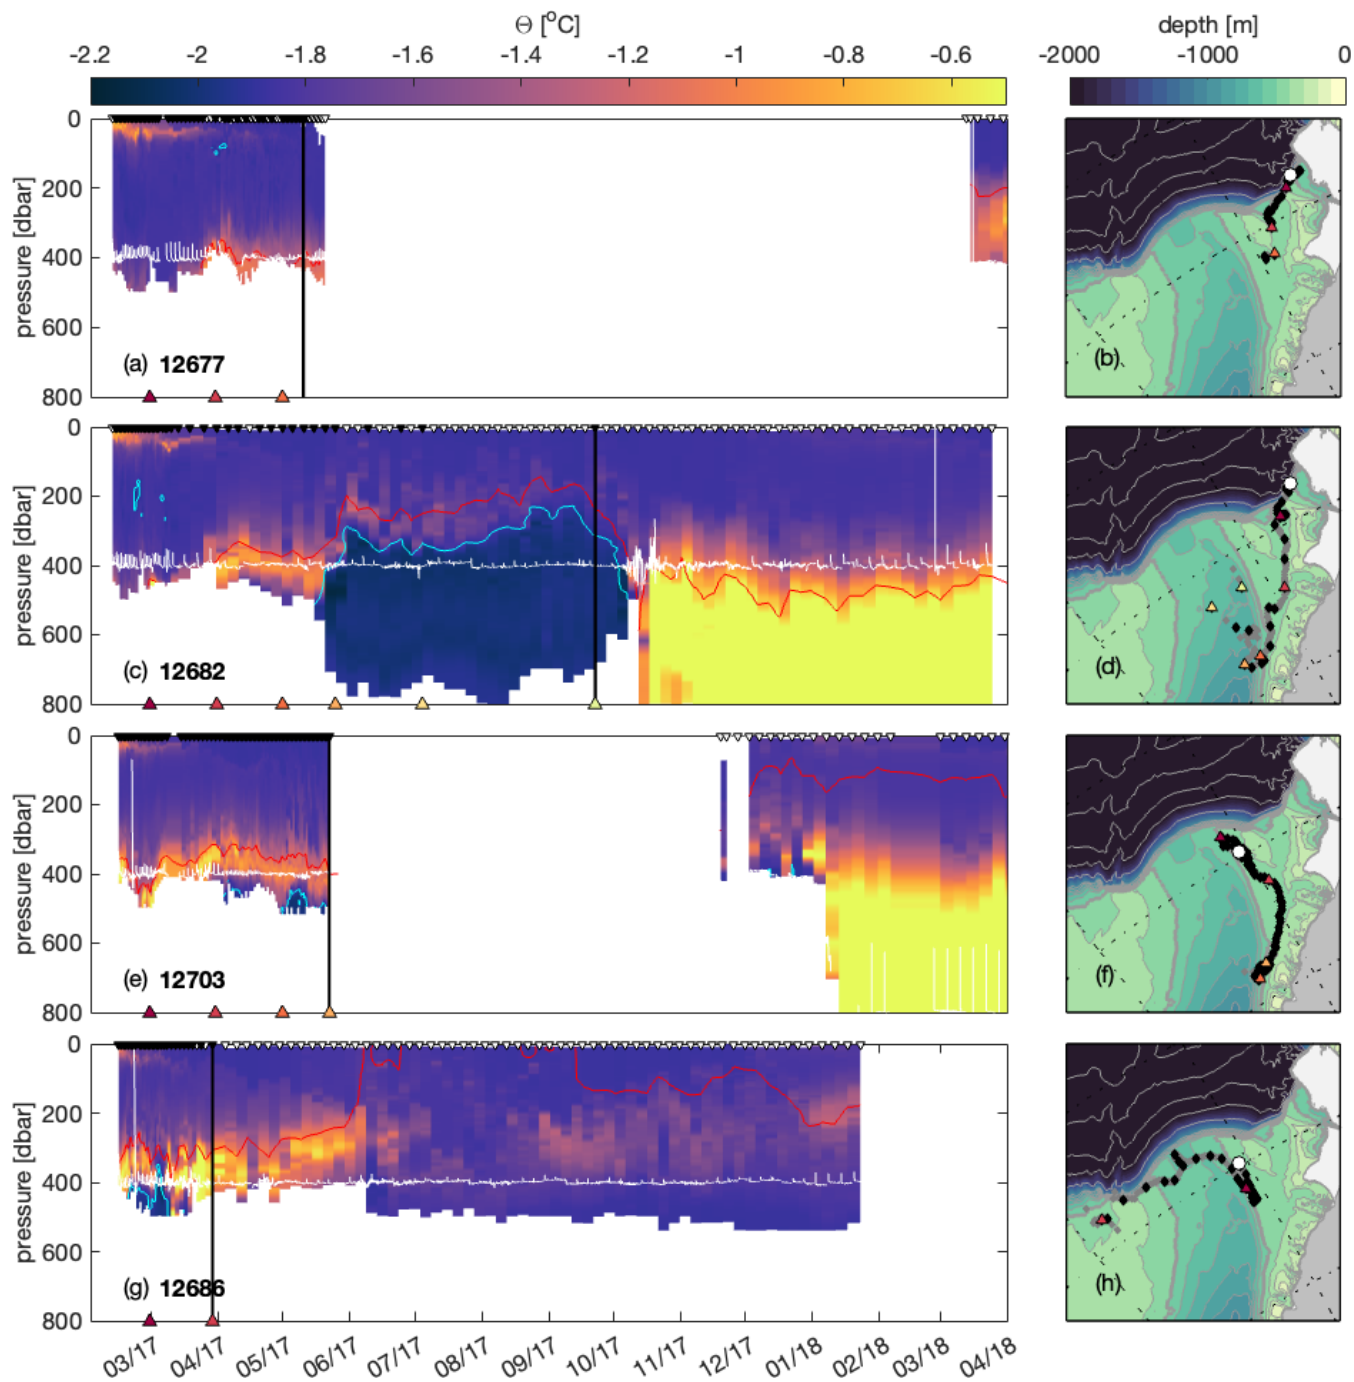 Θ [°C]
depth [m]
-2.2 -2 -1.8 -1.6 -1.4 -1.2 -1 -0.8 -0.6
-2000 -1000 0
pressure [dbar]
0
200
400
600
800
(a) 12677
(b)
pressure [dbar]
0
200
400
600
800
(c) 12682
(d)
pressure [dbar]
0
200
400
600
800
(e) 12703
(f)
pressure [dbar]
0
200
400
600
800
(g) 12686
(h)
03/17 04/17 05/17 06/17 07/17 08/17 09/17 10/17 11/17 12/17 01/18 02/18 03/18 04/18